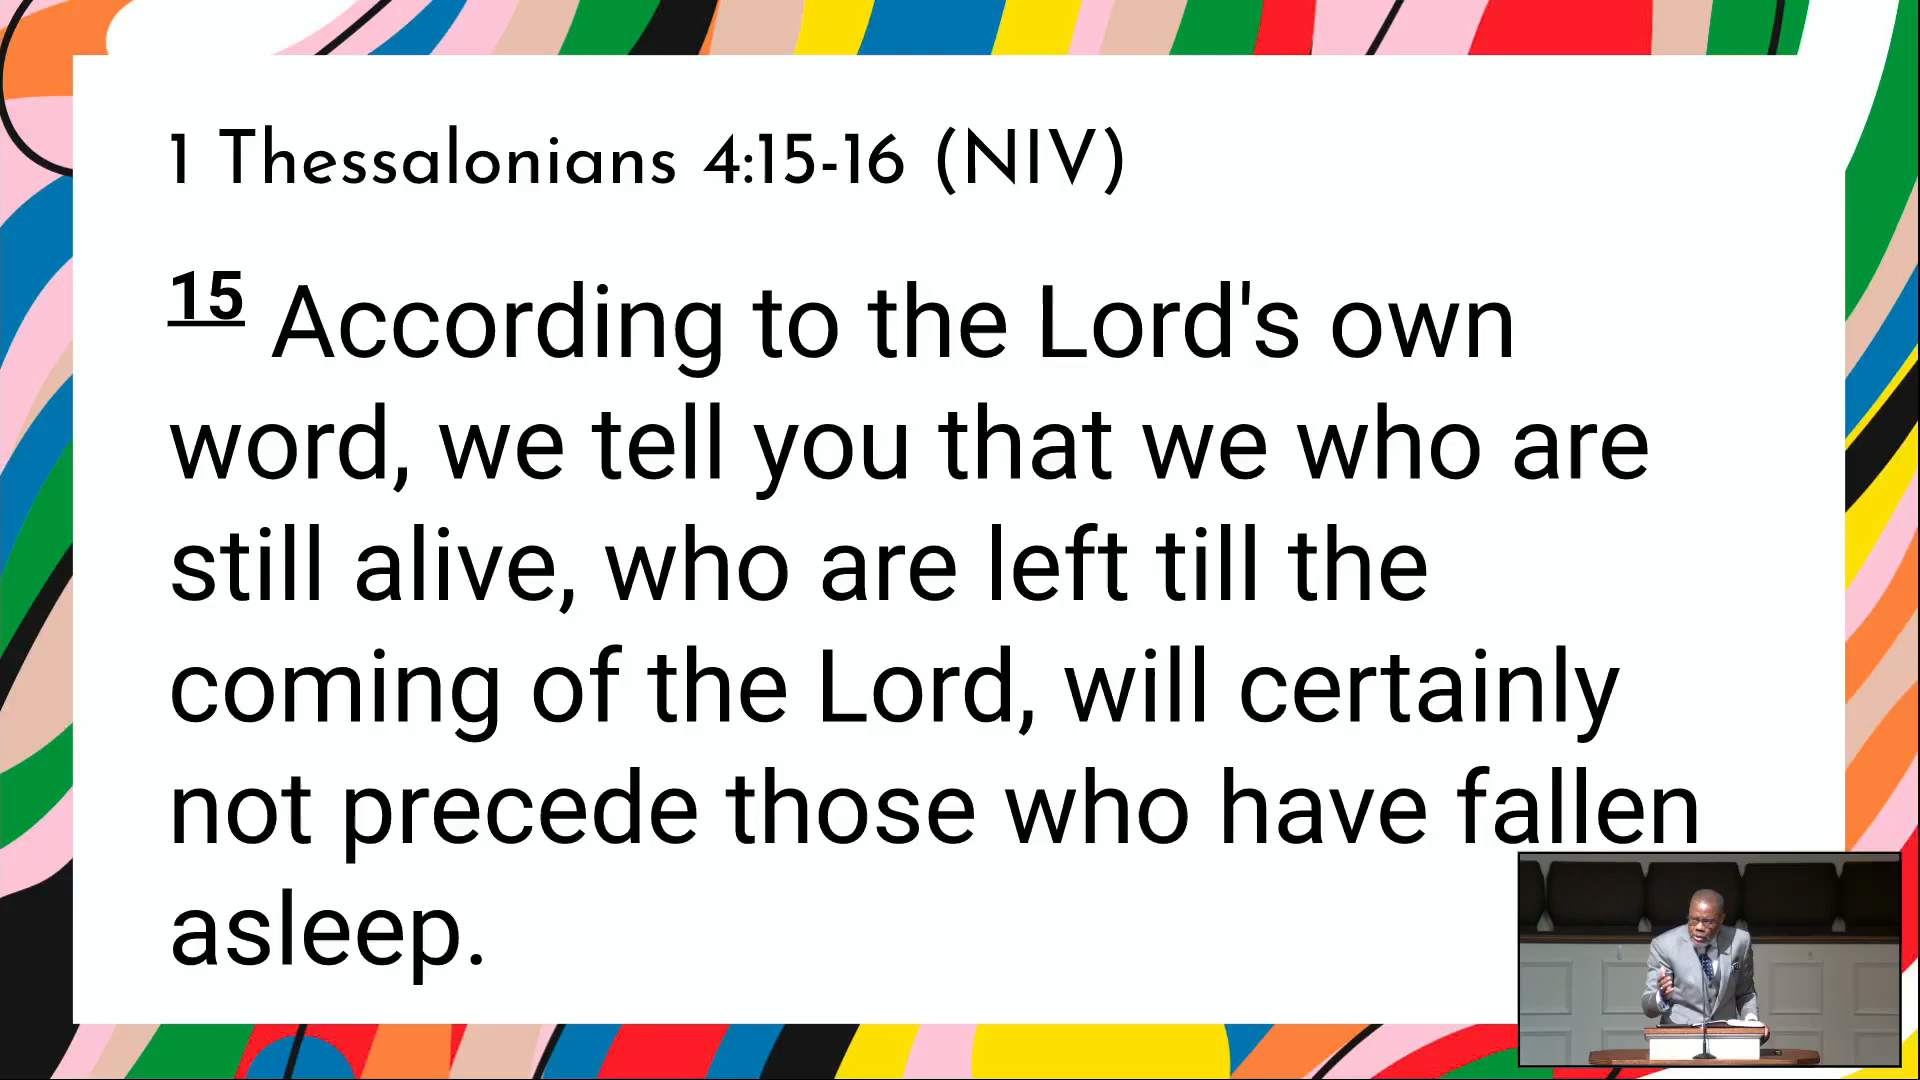 1 Thessalonians 4:15-16 (NIV)
15 According to the Lord's own
word, we tell you that we who are
still alive, who are left till the
coming of the Lord, will certainly
not precede those who have fallen
asleep.